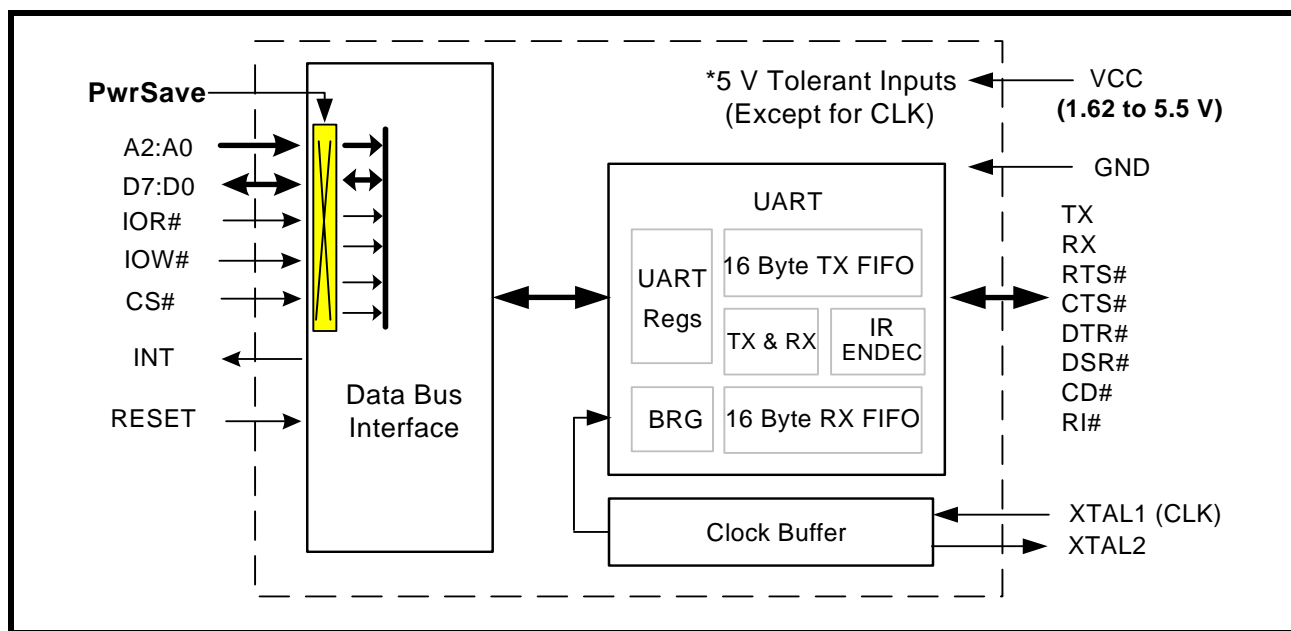 PwrSave
A2:A0
D7:D0
IOR#
IOW#
CS#
INT
RESET
Data Bus
Interface
*5 V Tolerant Inputs
(Except for CLK)
UART
UART
Regs
16 Byte TX FIFO
TX & RX
IR
ENDEC
BRG
16 Byte RX FIFO
Clock Buffer
VCC
(1.62 to 5.5 V)
GND
TX
RX
RTS#
CTS#
DTR#
DSR#
CD#
RI#
XTAL1 (CLK)
XTAL2